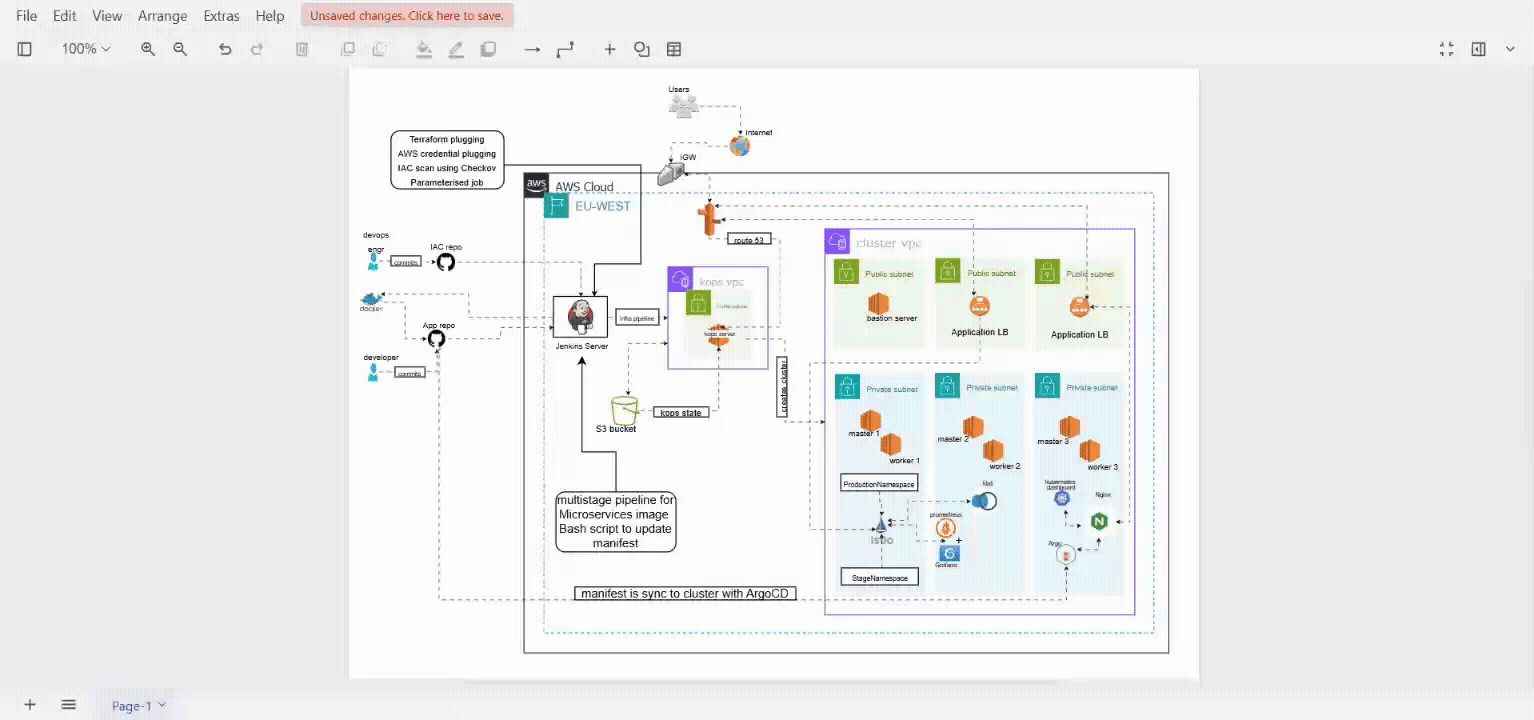 File Edit View Arrange Extras Help Unsaved changes. Click here to save.
100%
Users
Internet
IGW
Terraform plugging
AWS credential plugging
IAC scan using Checkov
Parameterised job
aws AWS Cloud
EU-WEST
route 53
devops
engr
commits
IAC repo
docker
App repo
developer
commits
Jenkins Server
infra pipeline
kops vpc
kops server
creates cluster
S3 bucket
kops state
multistage pipeline for
Microservices image
Bash script to update
manifest
manifest is sync to cluster with ArgoCD
cluster vpc
Public subnet
Public subnet
Public subnet
bastion server
Application LB
Application LB
Private subnet
Private subnet
Private subnet
master 1
worker 1
master 2
worker 2
master 3
worker 3
ProductionNamespace
Istio
StageNamespace
Kiali
prometheus
+
Grafana
Kubernetes
dashboard
Nginx
N
Argo
Page-1